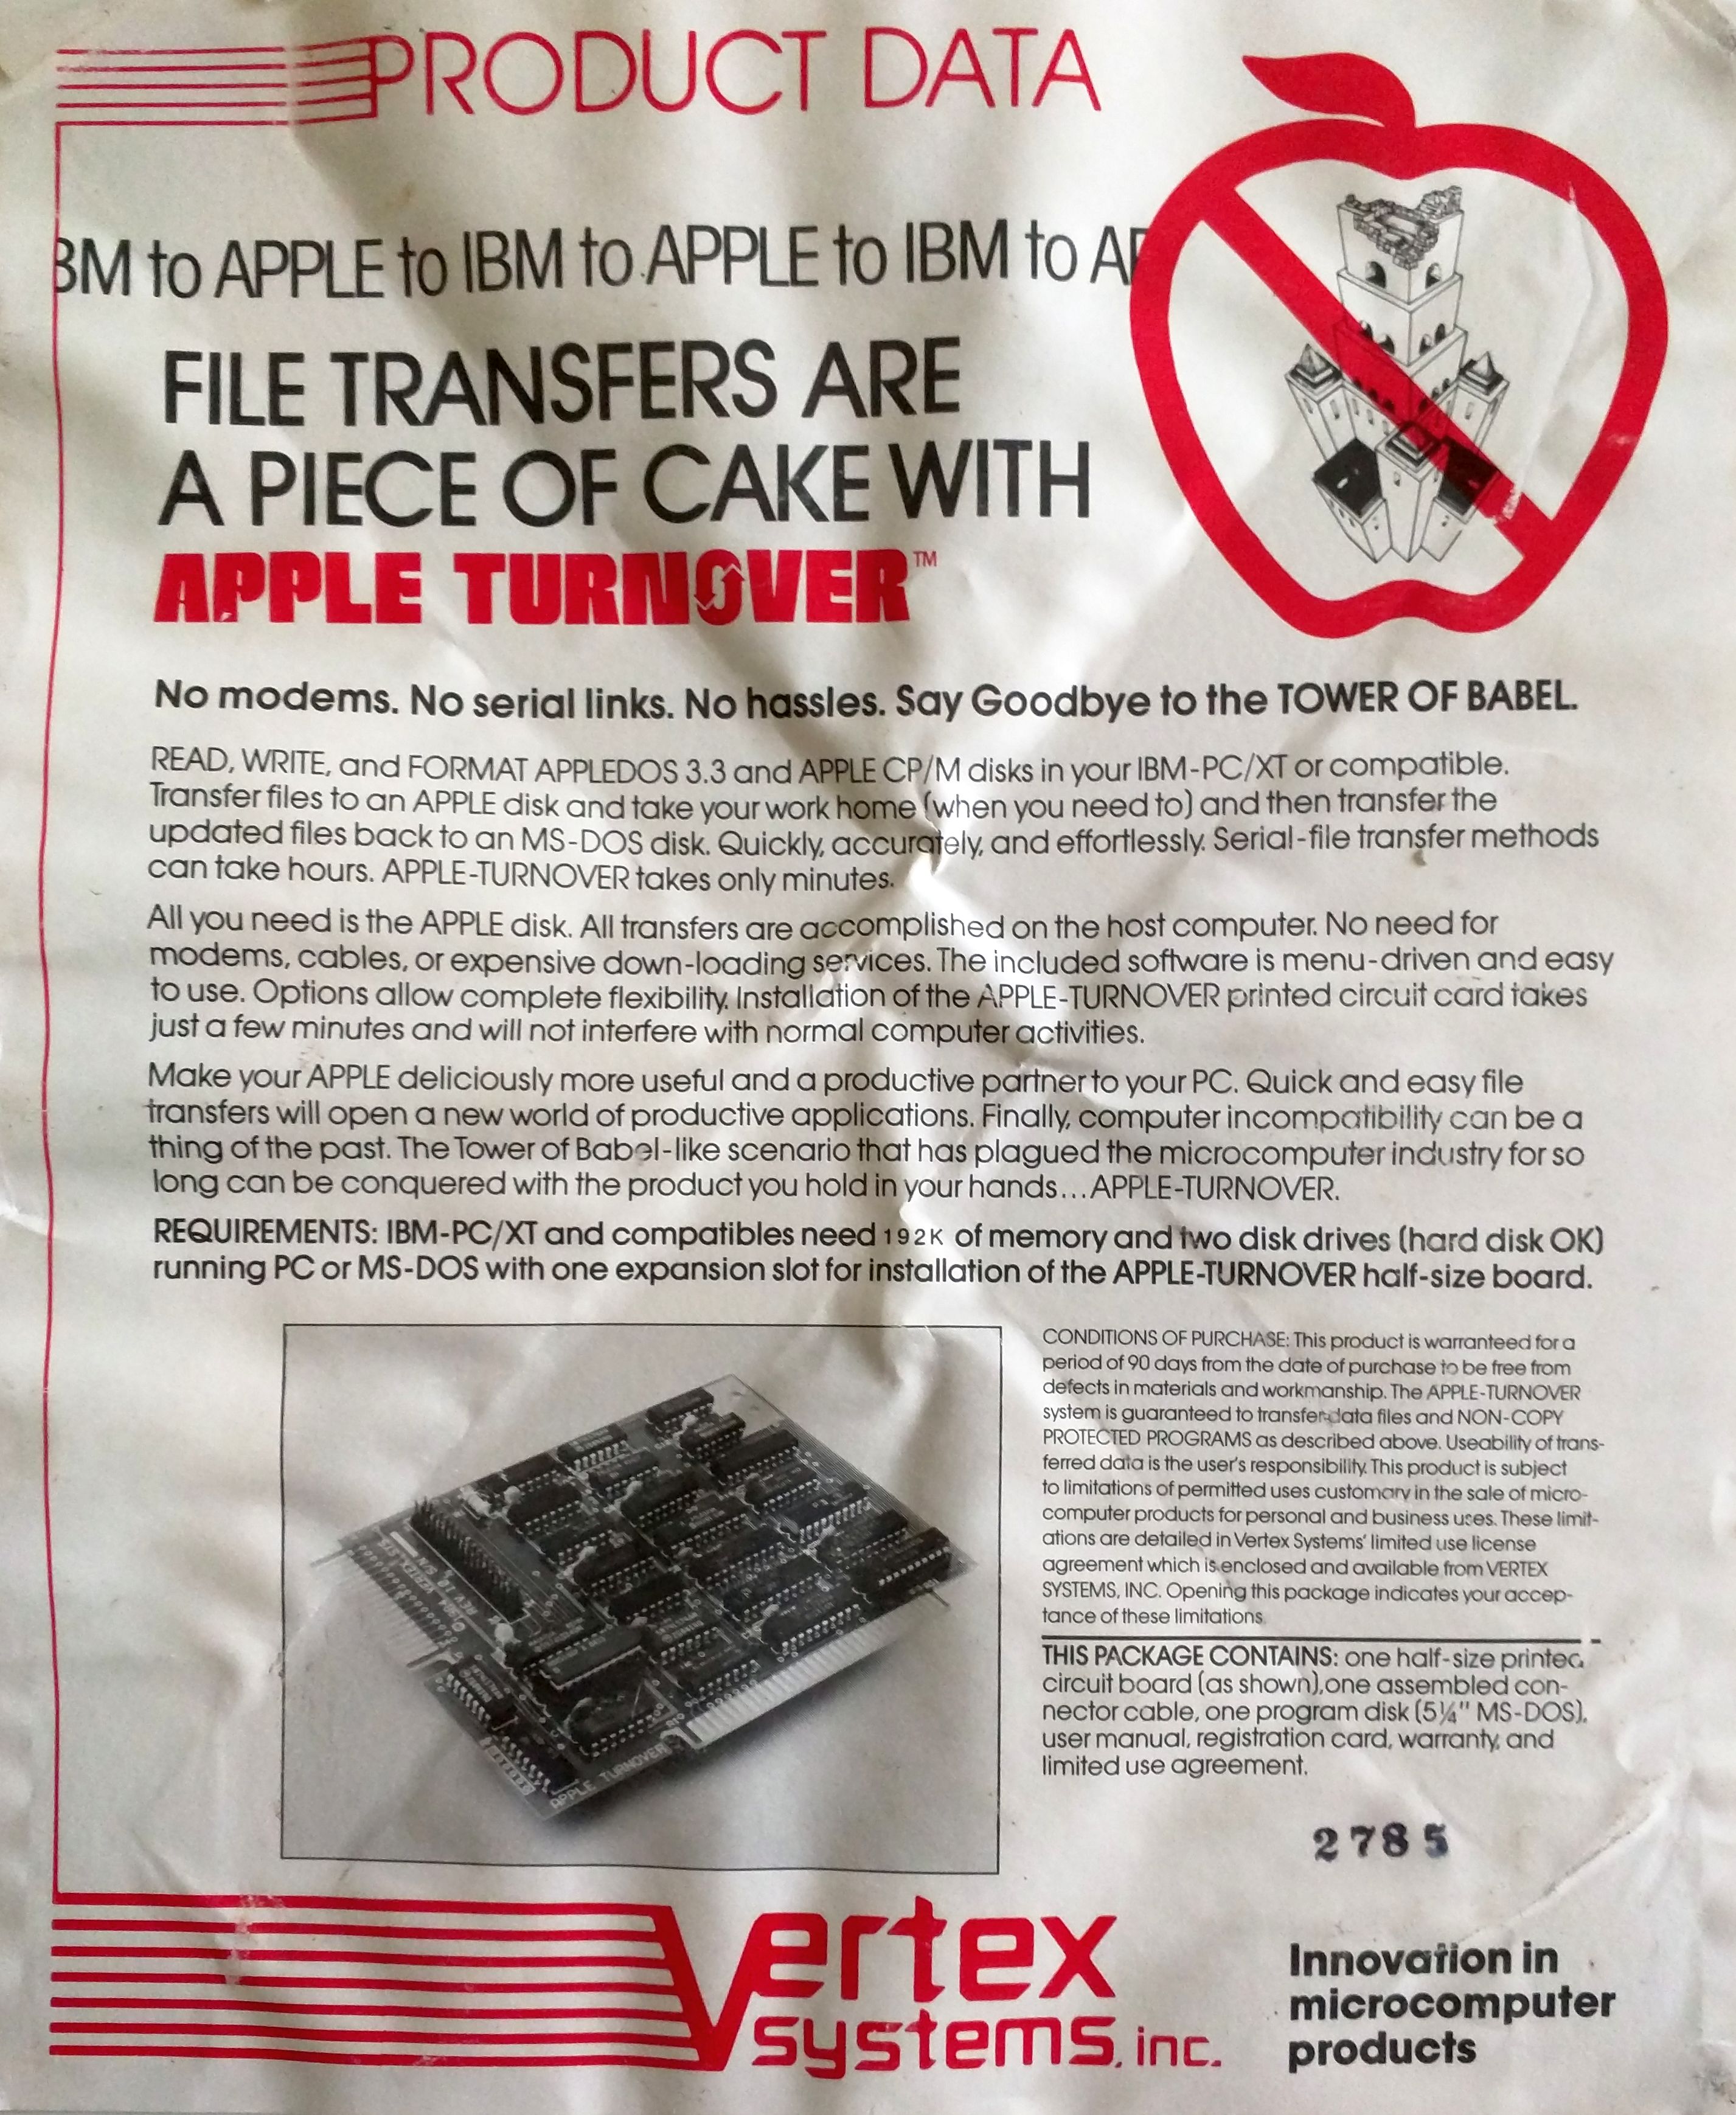 PRODUCT DATA
BM to APPLE to IBM to APPLE to IBM to AP
FILE TRANSFERS ARE
A PIECE OF CAKE WITH
APPLE TURNOVER™
No modems. No serial links. No hassles. Say Goodbye to the TOWER OF BABEL.
READ, WRITE, and FORMAT APPLEDOS 3.3 and APPLE CP/M disks in your IBM-PC/XT or compatible.
Transfer files to an APPLE disk and take your work home (when you need to) and then transfer the
updated files back to an MS-DOS disk. Quickly, accurately, and effortlessly. Serial-file transfer methods
can take hours. APPLE-TURNOVER takes only minutes.
All you need is the APPLE disk. All transfers are accomplished on the host computer. No need for
modems, cables, or expensive down-loading services. The included software is menu-driven and easy
to use. Options allow complete flexibility. Installation of the APPLE-TURNOVER printed circuit card takes
just a few minutes and will not interfere with normal computer activities.
Make your APPLE deliciously more useful and a productive partner to your PC. Quick and easy file
transfers will open a new world of productive applications. Finally, computer incompatibility can be a
thing of the past. The Tower of Babel-like scenario that has plagued the microcomputer industry for so
long can be conquered with the product you hold in your hands...APPLE-TURNOVER.
REQUIREMENTS: IBM-PC/XT and compatibles need 192K of memory and two disk drives (hard disk OK)
running PC or MS-DOS with one expansion slot for installation of the APPLE-TURNOVER half-size board.
CONDITIONS OF PURCHASE: This product is warranteed for a
period of 90 days from the date of purchase to be free from
defects in materials and workmanship. The APPLE-TURNOVER
system is guaranteed to transfer data files and NON-COPY
PROTECTED PROGRAMS as described above. Useability of trans-
ferred data is the user's responsibility. This product is subject
to limitations of permitted uses customary in the sale of micro-
computer products for personal and business uses. These limit-
ations are detailed in Vertex Systems' limited use license
agreement which is enclosed and available from VERTEX
SYSTEMS, INC. Opening this package indicates your accep-
tance of these limitations
THIS PACKAGE CONTAINS: one half-size printed
circuit board (as shown), one assembled con-
nector cable, one program disk (5¼" MS-DOS),
user manual, registration card, warranty, and
limited use agreement.
APPLE TURNOVER
2785
Vertex
systems, inc.
Innovation in
microcomputer
products